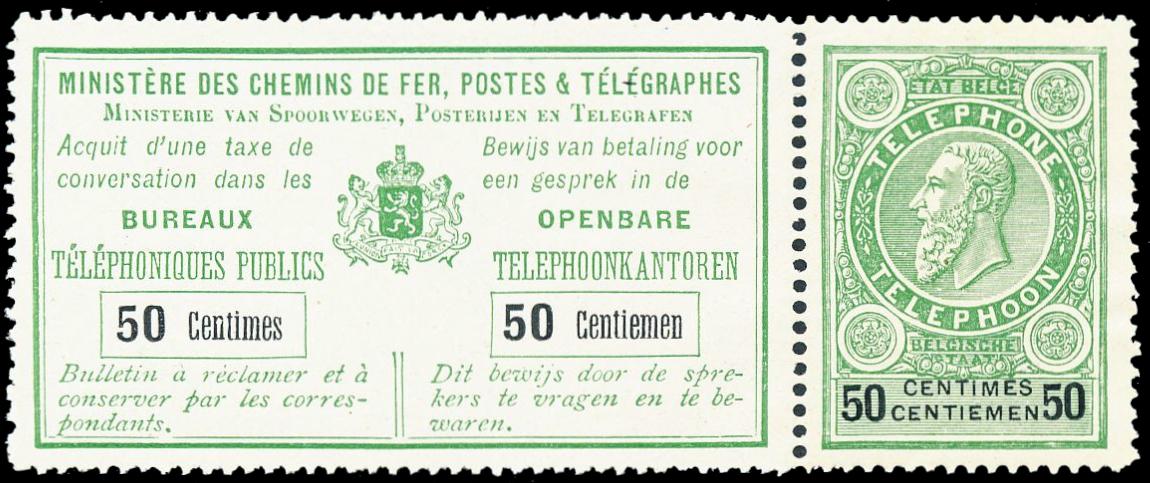 MINISTÈRE DES CHEMINS DE FER, POSTES & TÉLÉGRAPHES
MINISTERIE VAN SPOORWEGEN, POSTERIJEN EN TELEGRAFEN
Acquit d'une taxe de
conversation dans les
BUREAUX
TÉLÉPHONIQUES PUBLICS
50 Centimes
Bulletin à réclamer et à
conserver par les corres-
pondants.
Bewijs van betaling voor
een gesprek in de
OPENBARE
TELEPHOONKANTOREN
50 Centiemen
Dit bewijs door de spre-
kers te vragen en te be-
waren.
ETAT BELGE
TELEPHONE
TELEPHOON
BELGISCHE
STAAT
50 CENTIMES 50
CENTIEMEN